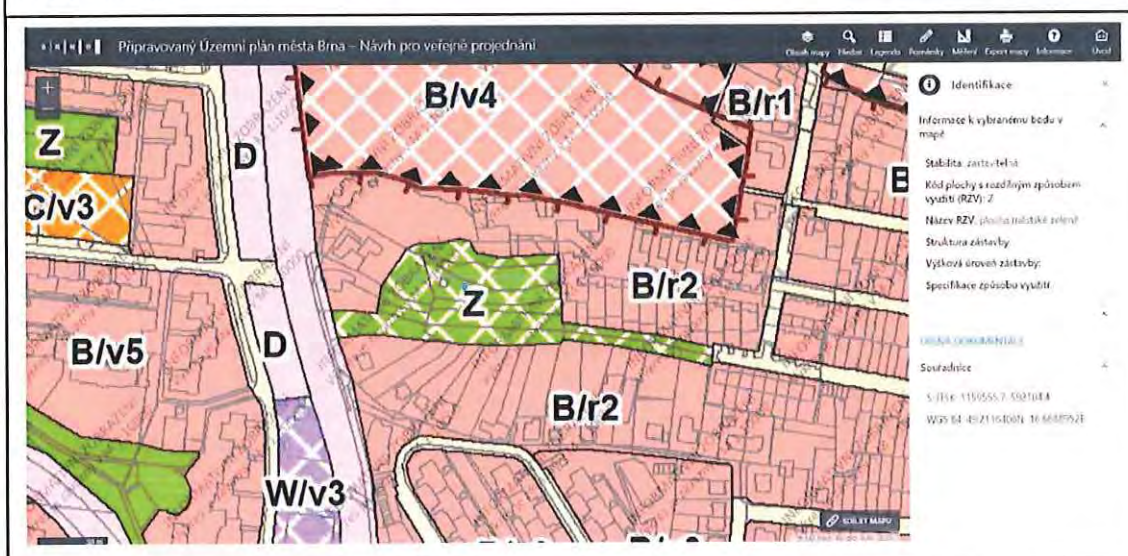 Připravovaný Územní plán města Brna – Návrh pro veřejné projednání
Obsah mapy Hledat Legenda Poznámky Měření Export mapy Informace Úvod
B/v4
B/r1
Z
D
B
C/v3
Z
B/r2
B/v5
D
B/r2
W/v3
Identifikace
Informace k vybranému bodu v
mapě
Stabilita: zastavitelná
Kód plochy s rozdílným způsobem
využití (RZV): Z
Název RZV: plocha městské zeleně
Struktura zástavby:
Výšková úroveň zástavby:
Specifikace způsobu využití:
Souřadnice
SDÍLET MAPU